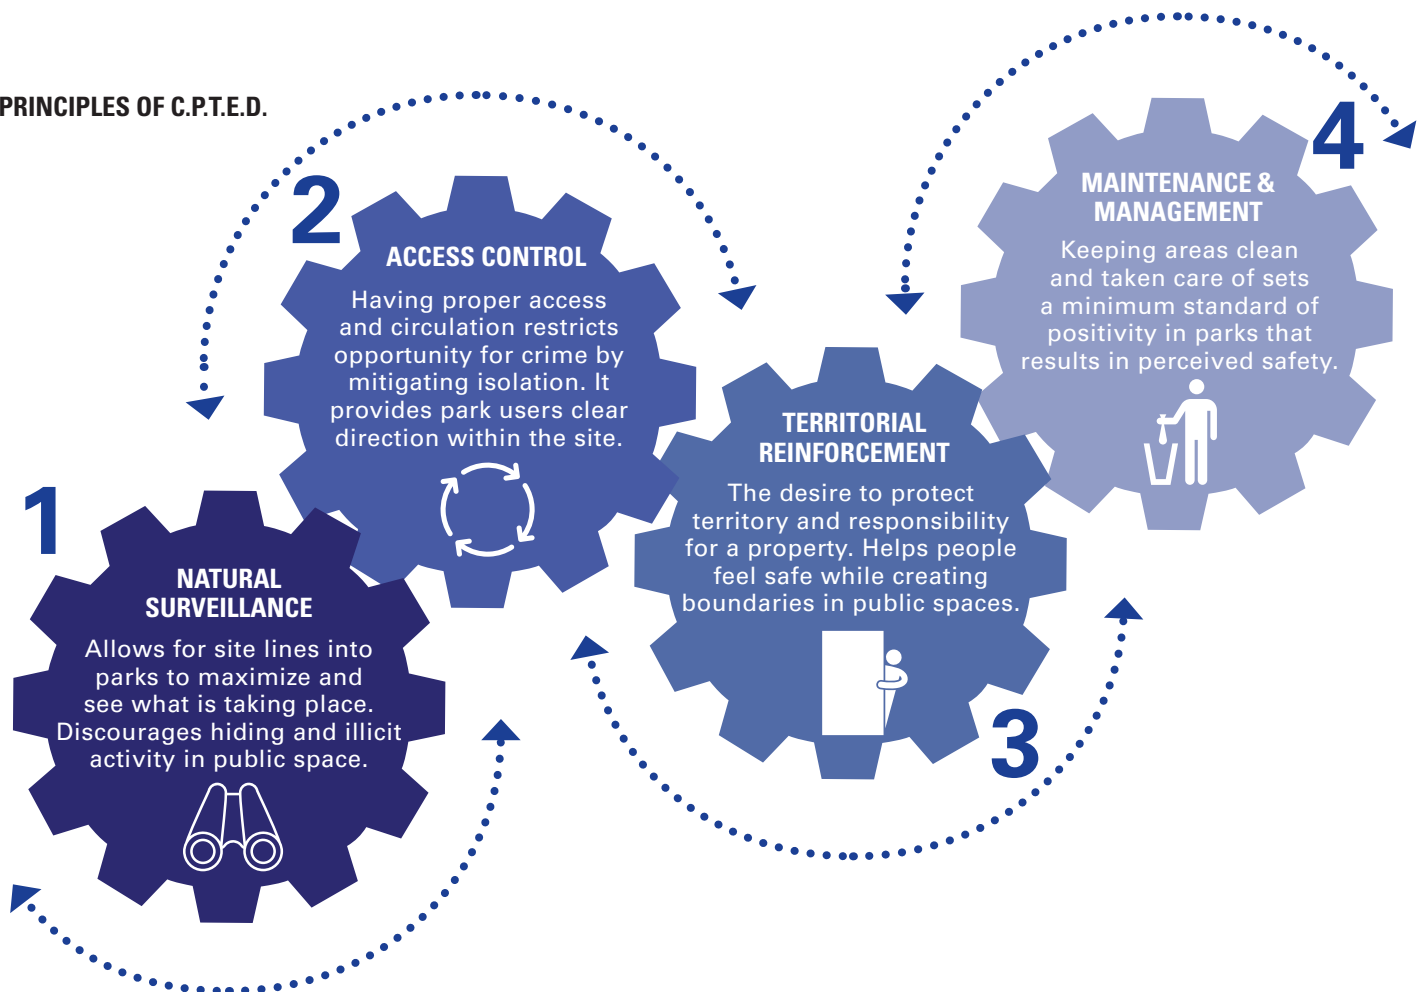 PRINCIPLES OF C.P.T.E.D.
1
NATURAL
SURVEILLANCE
Allows for site lines into
parks to maximize and
see what is taking place.
Discourages hiding and illicit
activity in public space.
2
ACCESS CONTROL
Having proper access
and circulation restricts
opportunity for crime by
mitigating isolation. It
provides park users clear
direction within the site.
TERRITORIAL
REINFORCEMENT
The desire to protect
territory and responsibility
for a property. Helps people
feel safe while creating
boundaries in public spaces.
3
4
MAINTENANCE &
MANAGEMENT
Keeping areas clean
and taken care of sets
a minimum standard of
positivity in parks that
results in perceived safety.